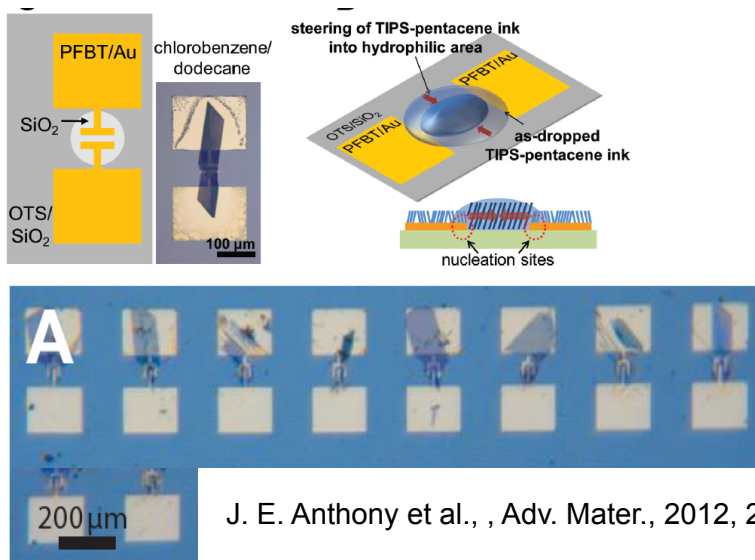 PFBT/Au
SiO₂
OTS/
SiO₂
chlorobenzene/
dodecane
100 µm
steering of TIPS-pentacene ink
into hydrophilic area
PFBT/Au
OTS/SiO₂
PFBT/Au
as-dropped
TIPS-pentacene ink
nucleation sites
A
200 µm
J. E. Anthony et al., , Adv. Mater., 2012, 2